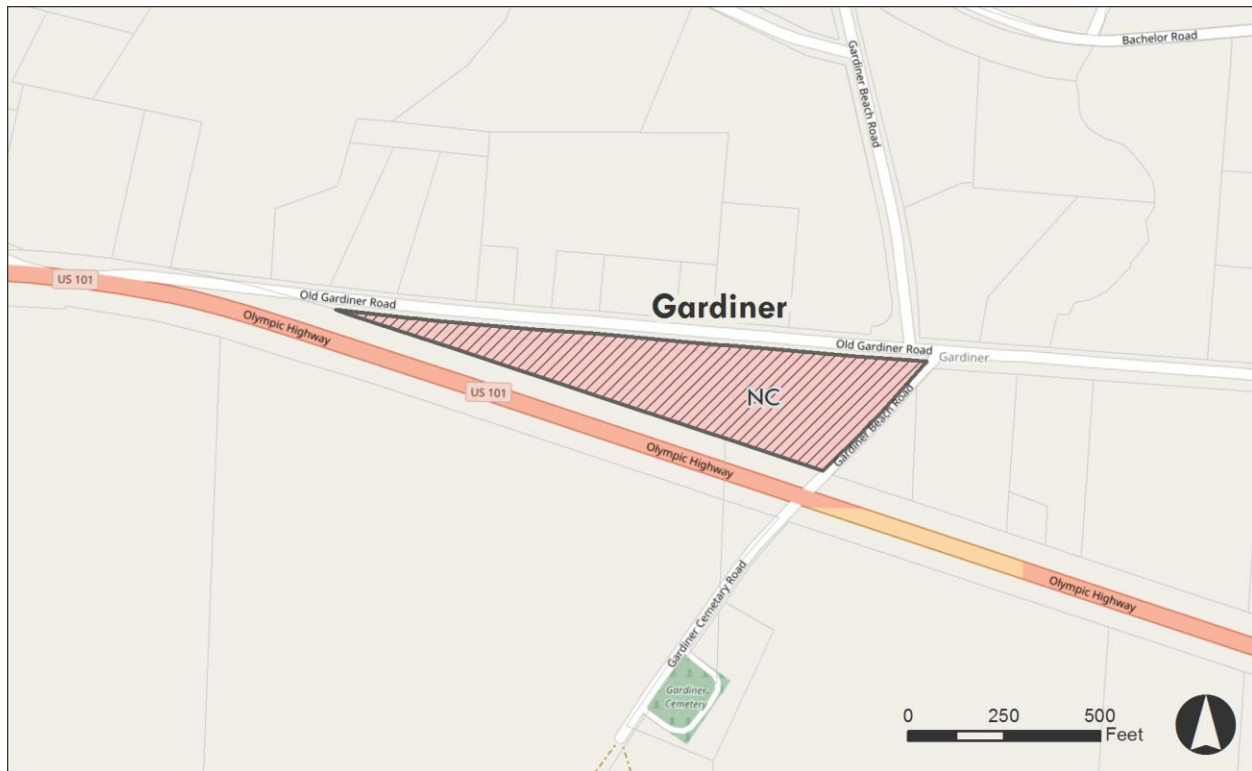 Bachelor Road
Gardiner Beach Road
US 101
Old Gardiner Road
Gardiner
Olympic Highway
Old Gardiner Road
Gardiner
US 101
NC
Gardiner Beach Road
Olympic Highway
Olympic Highway
Gardiner Cemetary Road
Gardiner
Cemetery
0 250 500
Feet